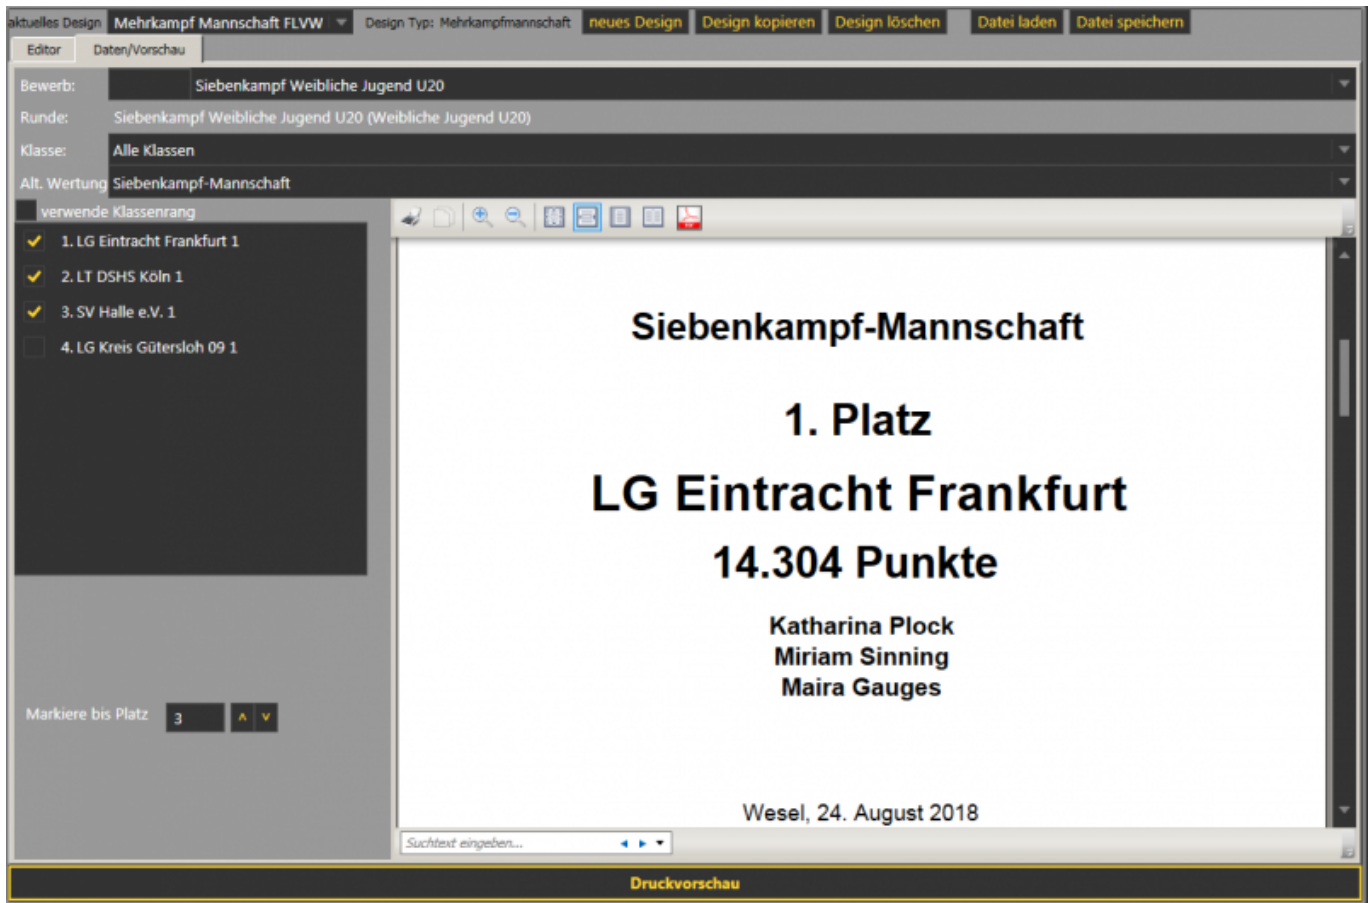 aktuelles Design Mehrkampf Mannschaft FLVW Design Typ: Mehrkampfmannschaft neues Design Design kopieren Design löschen Datei laden Datei speichern
Editor Daten/Vorschau
Bewerb: Siebenkampf Weibliche Jugend U20
Runde: Siebenkampf Weibliche Jugend U20 (Weibliche Jugend U20)
Klasse: Alle Klassen
Alt. Wertung Siebenkampf-Mannschaft
verwende Klassenrang
1. LG Eintracht Frankfurt 1
2. LT DSHS Köln 1
3. SV Halle e.V. 1
4. LG Kreis Gütersloh 09 1
Markiere bis Platz 3
Siebenkampf-Mannschaft
1. Platz
LG Eintracht Frankfurt
14.304 Punkte
Katharina Plock
Miriam Sinning
Maira Gauges
Wesel, 24. August 2018
Suchtext eingeben...
Druckvorschau